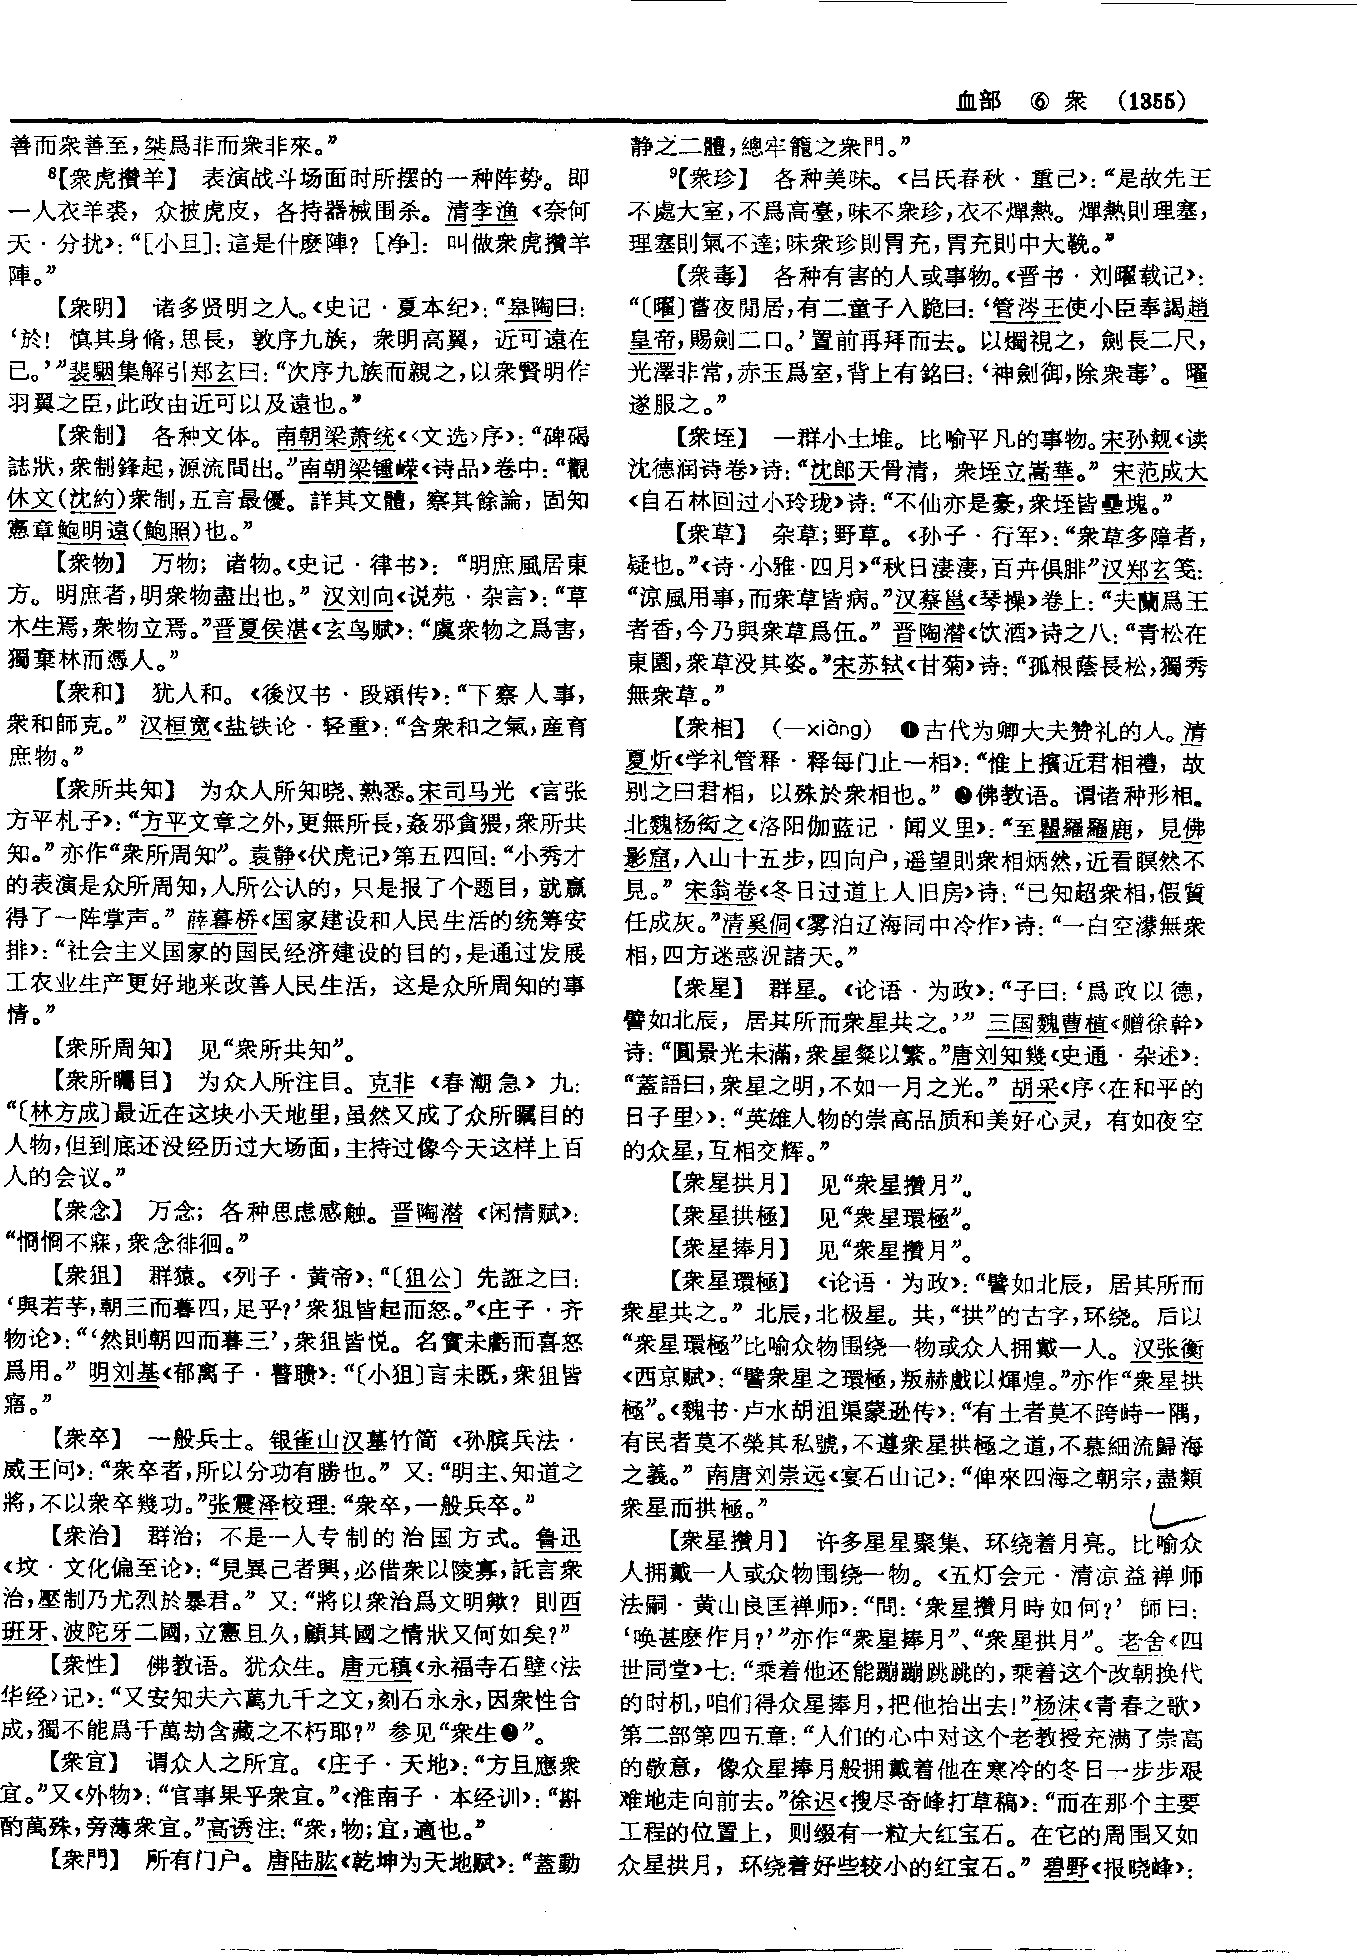 血部 ⑥ 衆 (1355)
善而衆善至，桀爲非而衆非來。”
⁸【衆虎攢羊】 表演战斗场面时所摆的一种阵势。即
一人衣羊裘，众披虎皮，各持器械围杀。清李渔《奈何
天·分扰》：“［小旦］：這是什麽陣？［净］：叫做衆虎攢羊
陣。”
【衆明】 诸多贤明之人。《史记·夏本纪》：“皋陶曰：
‘於！慎其身脩，思長，敦序九族，衆明高翼，近可遠在
已。’”裴駰集解引郑玄曰：“次序九族而親之，以衆賢明作
羽翼之臣，此政由近可以及遠也。”
【衆制】 各种文体。南朝梁萧统《〈文选〉序》：“碑碣
誌狀，衆制鋒起，源流間出。”南朝梁锺嵘《诗品》卷中：“觀
休文（沈約）衆制，五言最優。詳其文體，察其餘論，固知
憲章鮑明遠（鮑照）也。”
【衆物】 万物；诸物。《史记·律书》：“明庶風居東
方。明庶者，明衆物盡出也。”汉刘向《说苑·杂言》：“草
木生焉，衆物立焉。”晋夏侯湛《玄鸟赋》：“虞衆物之爲害，
獨棄林而憑人。”
【衆和】 犹人和。《後汉书·段熲传》：“下察人事，
衆和師克。”汉桓宽《盐铁论·轻重》：“含衆和之氣，産育
庶物。”
【衆所共知】 为众人所知晓、熟悉。宋司马光《言张
方平札子》：“方平文章之外，更無所長，姦邪貪猥，衆所共
知。”亦作“衆所周知”。袁静《伏虎记》第五四回：“小秀才
的表演是众所周知，人所公认的，只是报了个题目，就赢
得了一阵掌声。”薛暮桥《国家建设和人民生活的统筹安
排》：“社会主义国家的国民经济建设的目的，是通过发展
工农业生产更好地来改善人民生活，这是众所周知的事
情。”
【衆所周知】 见“衆所共知”。
【衆所矚目】 为众人所注目。克非《春潮急》九：
“〔林方成〕最近在这块小天地里，虽然又成了众所瞩目的
人物，但到底还没经历过大场面，主持过像今天这样上百
人的会议。”
【衆念】 万念；各种思虑感触。晋陶潜《闲情赋》：
“惘惘不寐，衆念徘徊。”
【衆狙】 群猿。《列子·黄帝》：“〔狙公〕先誑之曰：
‘與若芧，朝三而暮四，足乎？’衆狙皆起而怒。”《庄子·齐
物论》：“‘然則朝四而暮三’，衆狙皆悦。名實未虧而喜怒
爲用。”明刘基《郁离子·瞽聩》：“〔小狙〕言未既，衆狙皆
寤。”
【衆卒】 一般兵士。银雀山汉墓竹简《孙膑兵法·
威王问》：“衆卒者，所以分功有勝也。”又：“明主、知道之
將，不以衆卒幾功。”张震泽校理：“衆卒，一般兵卒。”
【衆治】 群治；不是一人专制的治国方式。鲁迅
《坟·文化偏至论》：“見異己者興，必借衆以陵寡，託言衆
治，壓制乃尤烈於暴君。”又：“將以衆治爲文明歟？則西
班牙、波陀牙二國，立憲且久，顧其國之情狀又何如矣？”
【衆性】 佛教语。犹众生。唐元稹《永福寺石壁〈法
华经〉记》：“又安知夫六萬九千之文，刻石永永，因衆性合
成，獨不能爲千萬劫含藏之不朽耶？”参见“衆生❷”。
【衆宜】 谓众人之所宜。《庄子·天地》：“方且應衆
宜。”又《外物》：“官事果乎衆宜。”《淮南子·本经训》：“斟
酌萬殊，旁薄衆宜。”高诱注：“衆，物；宜，適也。”
【衆門】 所有门户。唐陆肱《乾坤为天地赋》：“蓋動
静之二體，總牢籠之衆門。”
⁹【衆珍】 各种美味。《吕氏春秋·重己》：“是故先王
不處大室，不爲高臺，味不衆珍，衣不燀熱。燀熱則理塞，
理塞則氣不達；味衆珍則胃充，胃充則中大鞔。”
【衆毒】 各种有害的人或事物。《晋书·刘曜载记》：
“〔曜〕嘗夜閒居，有二童子入跪曰：‘管涔王使小臣奉謁趙
皇帝，賜劍二口。’置前再拜而去。以燭視之，劍長二尺，
光澤非常，赤玉爲室，背上有銘曰：‘神劍御，除衆毒’。曜
遂服之。”
【衆垤】 一群小土堆。比喻平凡的事物。宋孙觌《读
沈德润诗卷》诗：“沈郎天骨清，衆垤立嵩華。”宋范成大
《自石林回过小玲珑》诗：“不仙亦是豪，衆垤皆壘塊。”
【衆草】 杂草；野草。《孙子·行军》：“衆草多障者，
疑也。”《诗·小雅·四月》“秋日淒淒，百卉俱腓”汉郑玄笺：
“涼風用事，而衆草皆病。”汉蔡邕《琴操》卷上：“夫蘭爲王
者香，今乃與衆草爲伍。”晋陶潜《饮酒》诗之八：“青松在
東園，衆草没其姿。”宋苏轼《甘菊》诗：“孤根蔭長松，獨秀
無衆草。”
【衆相】 （—xiàng） ❶古代为卿大夫赞礼的人。清
夏炘《学礼管释·释每门止一相》：“惟上擯近君相禮，故
别之曰君相，以殊於衆相也。”❷佛教语。谓诸种形相。
北魏杨衒之《洛阳伽蓝记·闻义里》：“至瞿羅羅鹿，見佛
影窟，入山十五步，四向户，遥望則衆相炳然，近看瞑然不
見。”宋翁卷《冬日过道上人旧房》诗：“已知超衆相，假質
任成灰。”清奚侗《雾泊辽海同中冷作》诗：“一白空濛無衆
相，四方迷惑況諸天。”
【衆星】 群星。《论语·为政》：“子曰：‘爲政以德，
譬如北辰，居其所而衆星共之。’”三国魏曹植《赠徐幹》
诗：“圓景光未滿，衆星粲以繁。”唐刘知幾《史通·杂述》：
“蓋語曰，衆星之明，不如一月之光。”胡采《序〈在和平的
日子里〉》：“英雄人物的崇高品质和美好心灵，有如夜空
的众星，互相交辉。”
【衆星拱月】 见“衆星攢月”。
【衆星拱極】 见“衆星環極”。
【衆星捧月】 见“衆星攢月”。
【衆星環極】 《论语·为政》：“譬如北辰，居其所而
衆星共之。”北辰，北极星。共，“拱”的古字，环绕。后以
“衆星環極”比喻众物围绕一物或众人拥戴一人。汉张衡
《西京赋》：“譬衆星之環極，叛赫戲以煇煌。”亦作“衆星拱
極”。《魏书·卢水胡沮渠蒙逊传》：“有土者莫不跨峙一隅，
有民者莫不榮其私號，不遵衆星拱極之道，不慕細流歸海
之義。”南唐刘崇远《宴石山记》：“俾來四海之朝宗，盡類
衆星而拱極。”
【衆星攢月】 许多星星聚集、环绕着月亮。比喻众
人拥戴一人或众物围绕一物。《五灯会元·清凉益禅师
法嗣·黄山良匡禅师》：“問：‘衆星攢月時如何？’師曰：
‘唤甚麽作月？’”亦作“衆星捧月”、“衆星拱月”。老舍《四
世同堂》七：“乘着他还能蹦蹦跳跳的，乘着这个改朝换代
的时机，咱们得众星捧月，把他抬出去！”杨沫《青春之歌》
第二部第四五章：“人们的心中对这个老教授充满了崇高
的敬意，像众星捧月般拥戴着他在寒冷的冬日一步步艰
难地走向前去。”徐迟《搜尽奇峰打草稿》：“而在那个主要
工程的位置上，则缀有一粒大红宝石。在它的周围又如
众星拱月，环绕着好些较小的红宝石。”碧野《报晓峰》：